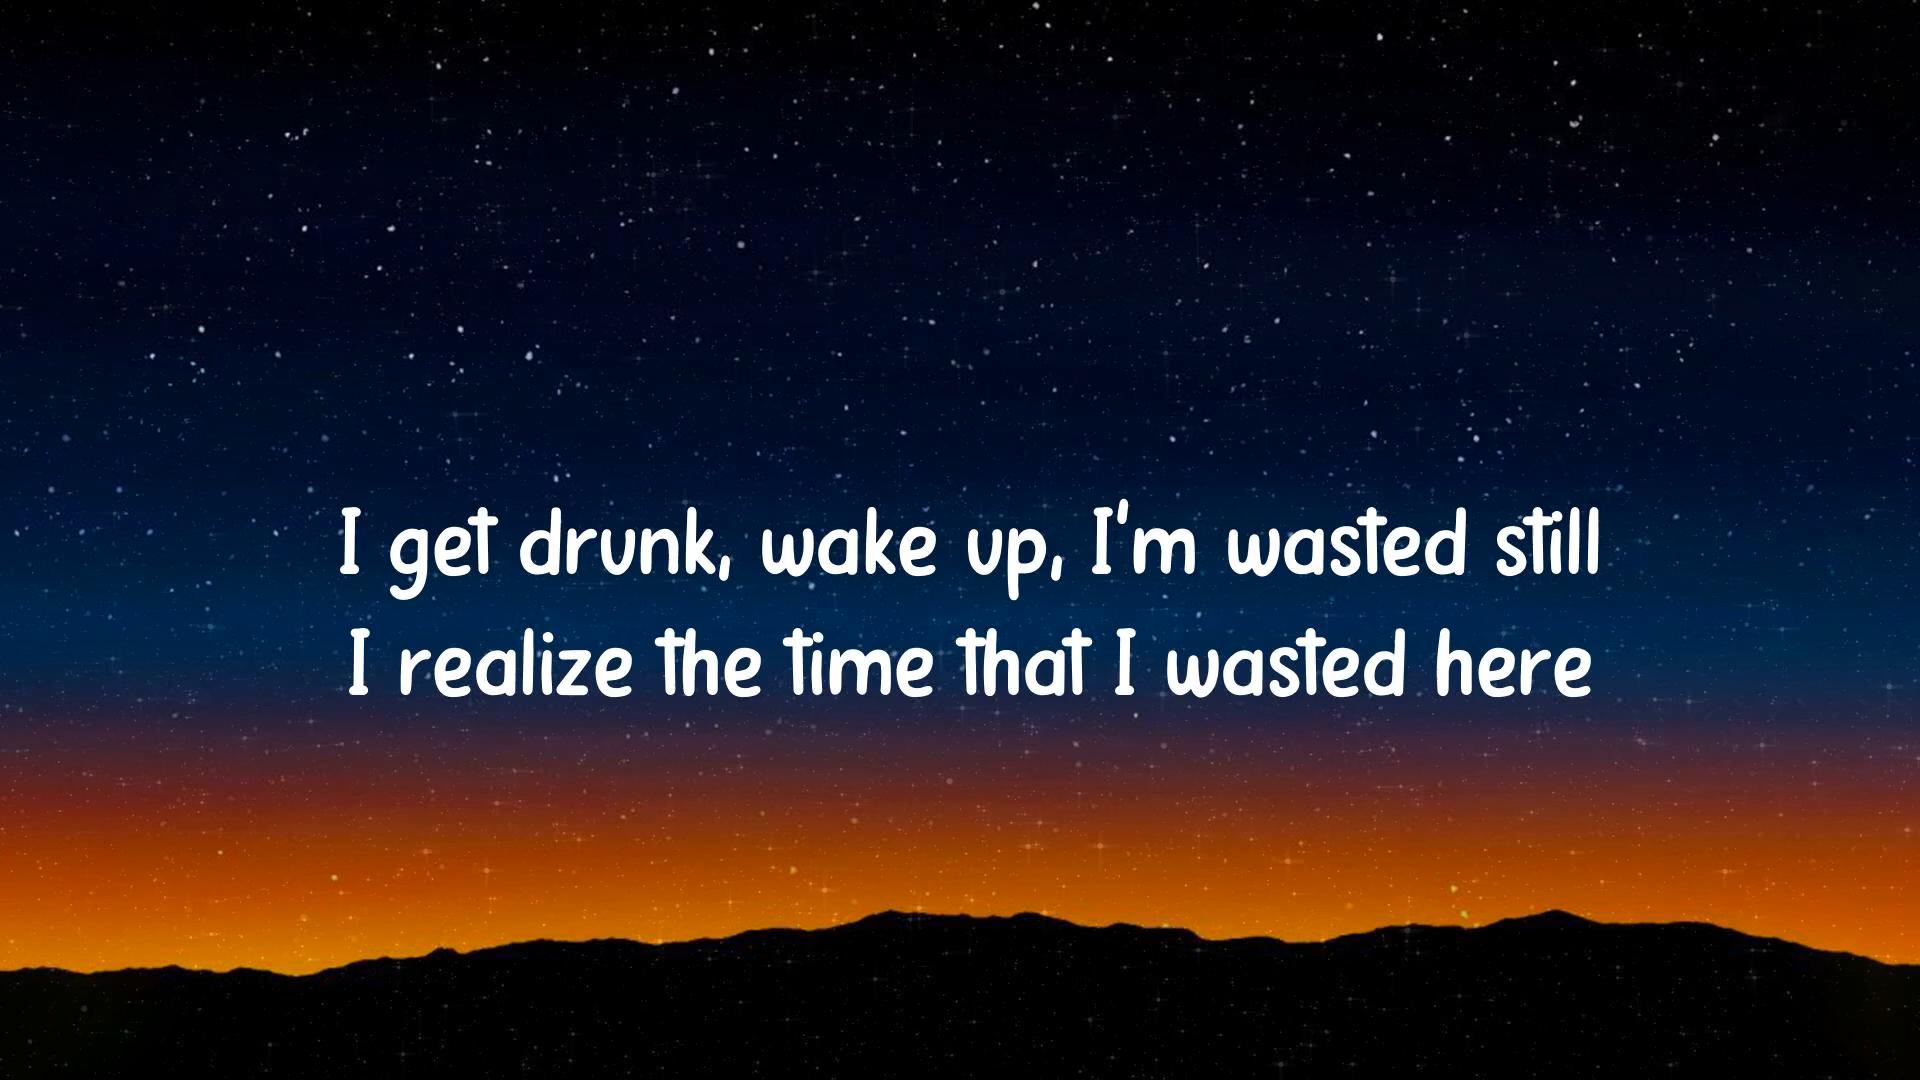 I get drunk, wake up, I'm wasted still
I realize the time that I wasted here